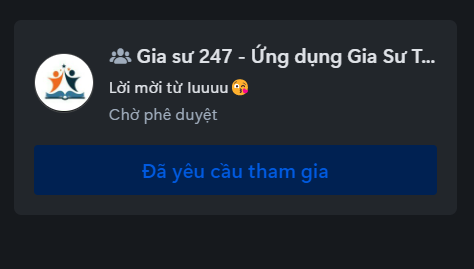 Gia sư 247 - Ứng dụng Gia Sư T...
Lời mời từ luuuu😘
Chờ phê duyệt
Đã yêu cầu tham gia